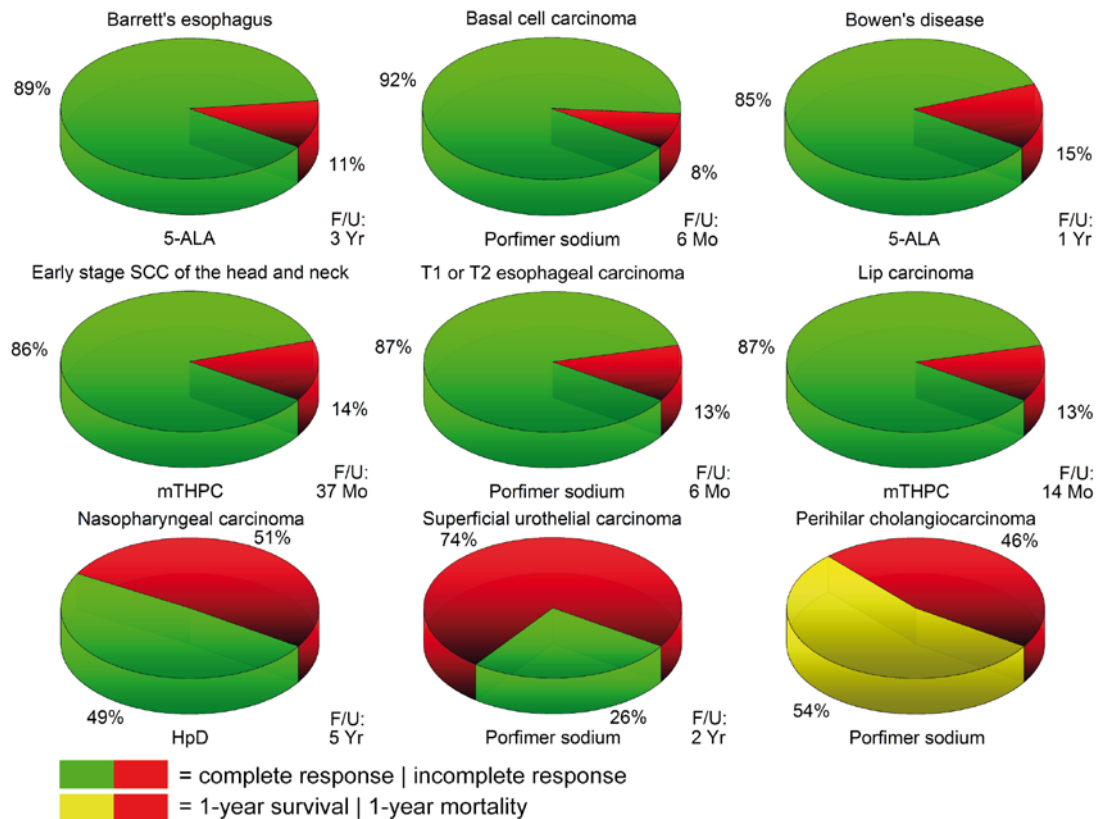 Barrett's esophagus
89%
11%
F/U:
5-ALA
3 Yr
Basal cell carcinoma
92%
8%
F/U:
Porfimer sodium
6 Mo
Bowen's disease
85%
15%
F/U:
5-ALA
1 Yr
Early stage SCC of the head and neck
86%
14%
F/U:
mTHPC
37 Mo
T1 or T2 esophageal carcinoma
87%
13%
F/U:
Porfimer sodium
6 Mo
Lip carcinoma
87%
13%
F/U:
mTHPC
14 Mo
Nasopharyngeal carcinoma
51%
49%
F/U:
HpD
5 Yr
Superficial urothelial carcinoma
74%
26%
F/U:
Porfimer sodium
2 Yr
Perihilar cholangiocarcinoma
46%
54%
Porfimer sodium
= complete response | incomplete response
= 1-year survival | 1-year mortality